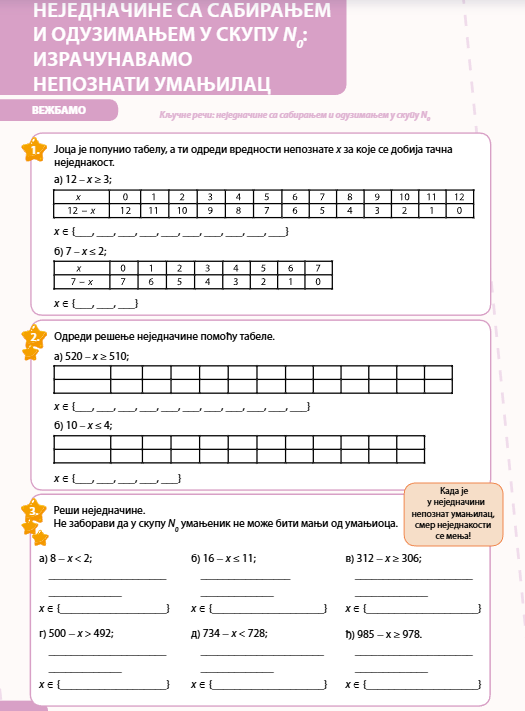 НЕЈЕДНАЧИНЕ СА САБИРАЊЕМ
И ОДУЗИМАЊЕМ У СКУПУ N₀:
ИЗРАЧУНАВАМО
НЕПОЗНАТИ УМАЊИЛАЦ
ВЕЖБАМО
Кључне речи: неједначине са сабирањем и одузимањем у скупу N₀
1.
Јоца је попунио табелу, а ти одреди вредности непознате x за које се добија тачна
неједнакост.
а) 12 – x ≥ 3;
x 0 1 2 3 4 5 6 7 8 9 10 11 12
12 – x 12 11 10 9 8 7 6 5 4 3 2 1 0
x ∈ {___, ___, ___, ___, ___, ___, ___, ___, ___, ___}
б) 7 – x ≤ 2;
x 0 1 2 3 4 5 6 7
7 – x 7 6 5 4 3 2 1 0
x ∈ {___, ___, ___}
2.
Одреди решење неједначине помоћу табеле.
а) 520 – x ≥ 510;
x ∈ {___, ___, ___, ___, ___, ___, ___, ___, ___, ___, ___}
б) 10 – x ≤ 4;
x ∈ {___, ___, ___, ___, ___}
3.
Реши неједначине.
Не заборави да у скупу N₀ умањеник не може бити мањи од умањиоца.
Када је
у неједначини
непознат умањилац,
смер неједнакости
се мења!
а) 8 – x < 2; б) 16 – x ≤ 11; в) 312 – x ≥ 306;
x ∈ {____________________} x ∈ {____________________} x ∈ {____________________}
г) 500 – x > 492; д) 734 – x < 728; ђ) 985 – x ≥ 978.
x ∈ {____________________} x ∈ {____________________} x ∈ {____________________}